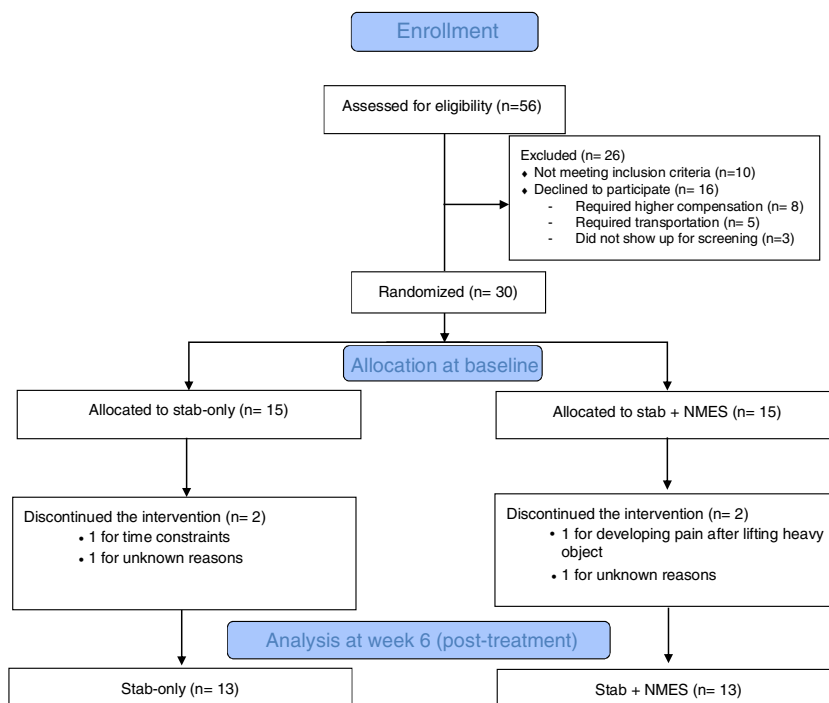 Enrollment
Assessed for eligibility (n=56)
Excluded (n= 26)
♦ Not meeting inclusion criteria (n=10)
♦ Declined to participate (n= 16)
- Required higher compensation (n= 8)
- Required transportation (n= 5)
- Did not show up for screening (n=3)
Randomized (n= 30)
Allocation at baseline
Allocated to stab-only (n= 15)
Allocated to stab + NMES (n= 15)
Discontinued the intervention (n= 2)
• 1 for time constraints
• 1 for unknown reasons
Discontinued the intervention (n= 2)
• 1 for developing pain after lifting heavy
object
• 1 for unknown reasons
Analysis at week 6 (post-treatment)
Stab-only (n= 13)
Stab + NMES (n= 13)